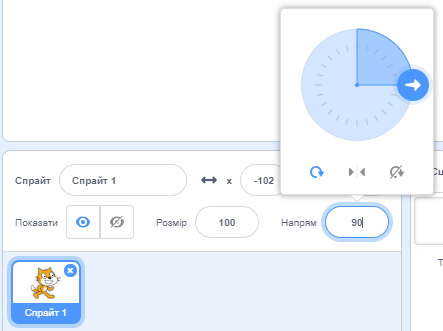 Спрайт Спрайт 1 x -102
Показати Розмір 100 Напрям 90
Спрайт 1